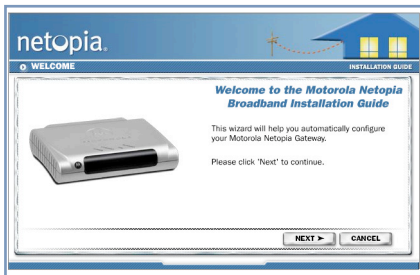 netopia.
WELCOME
INSTALLATION GUIDE
Welcome to the Motorola Netopia
Broadband Installation Guide
This wizard will help you automatically configure
your Motorola Netopia Gateway.
Please click 'Next' to continue.
NEXT
CANCEL